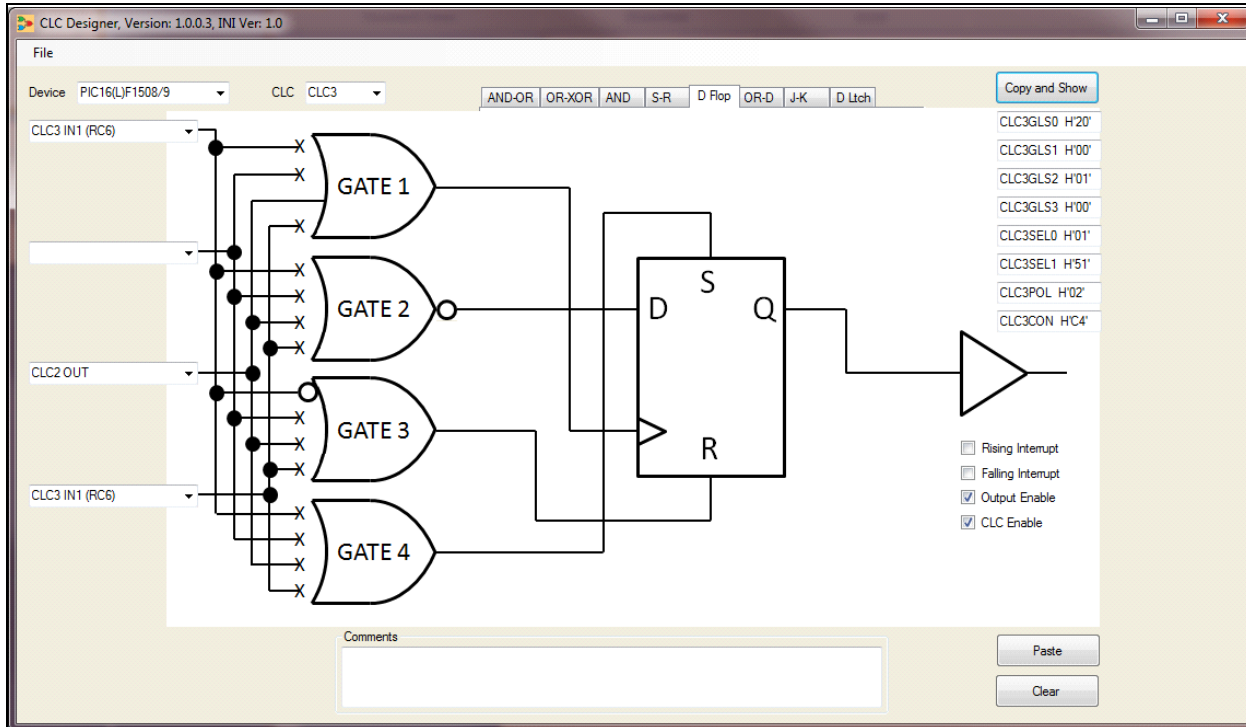 CLC Designer, Version: 1.0.0.3, INI Ver: 1.0
File
Device PIC16(L)F1508/9 CLC CLC3
AND-OR OR-XOR AND S-R D Flop OR-D J-K D Ltch
Copy and Show
CLC3 IN1 (RC6)
CLC2 OUT
CLC3 IN1 (RC6)
X
X
X
GATE 1
X
X
X
X
GATE 2
X
X
X
GATE 3
X
X
X
X
GATE 4
S
D Q
R
CLC3GLS0 H'20'
CLC3GLS1 H'00'
CLC3GLS2 H'01'
CLC3GLS3 H'00'
CLC3SEL0 H'01'
CLC3SEL1 H'51'
CLC3POL H'02'
CLC3CON H'C4'
Rising Interrupt
Falling Interrupt
Output Enable
CLC Enable
Comments
Paste
Clear